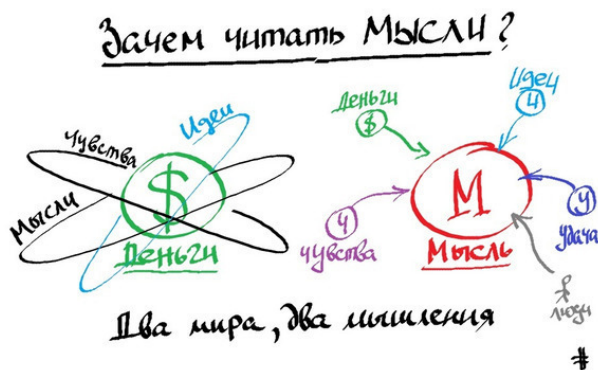 Зачем читать Мысли?
Чувства
Идеи
Мысли
$
Деньги
Деньги
$
Идеи
И
М
Ч
Чувства
У
Удача
Мысль
люди
Два мира, два мышления
#